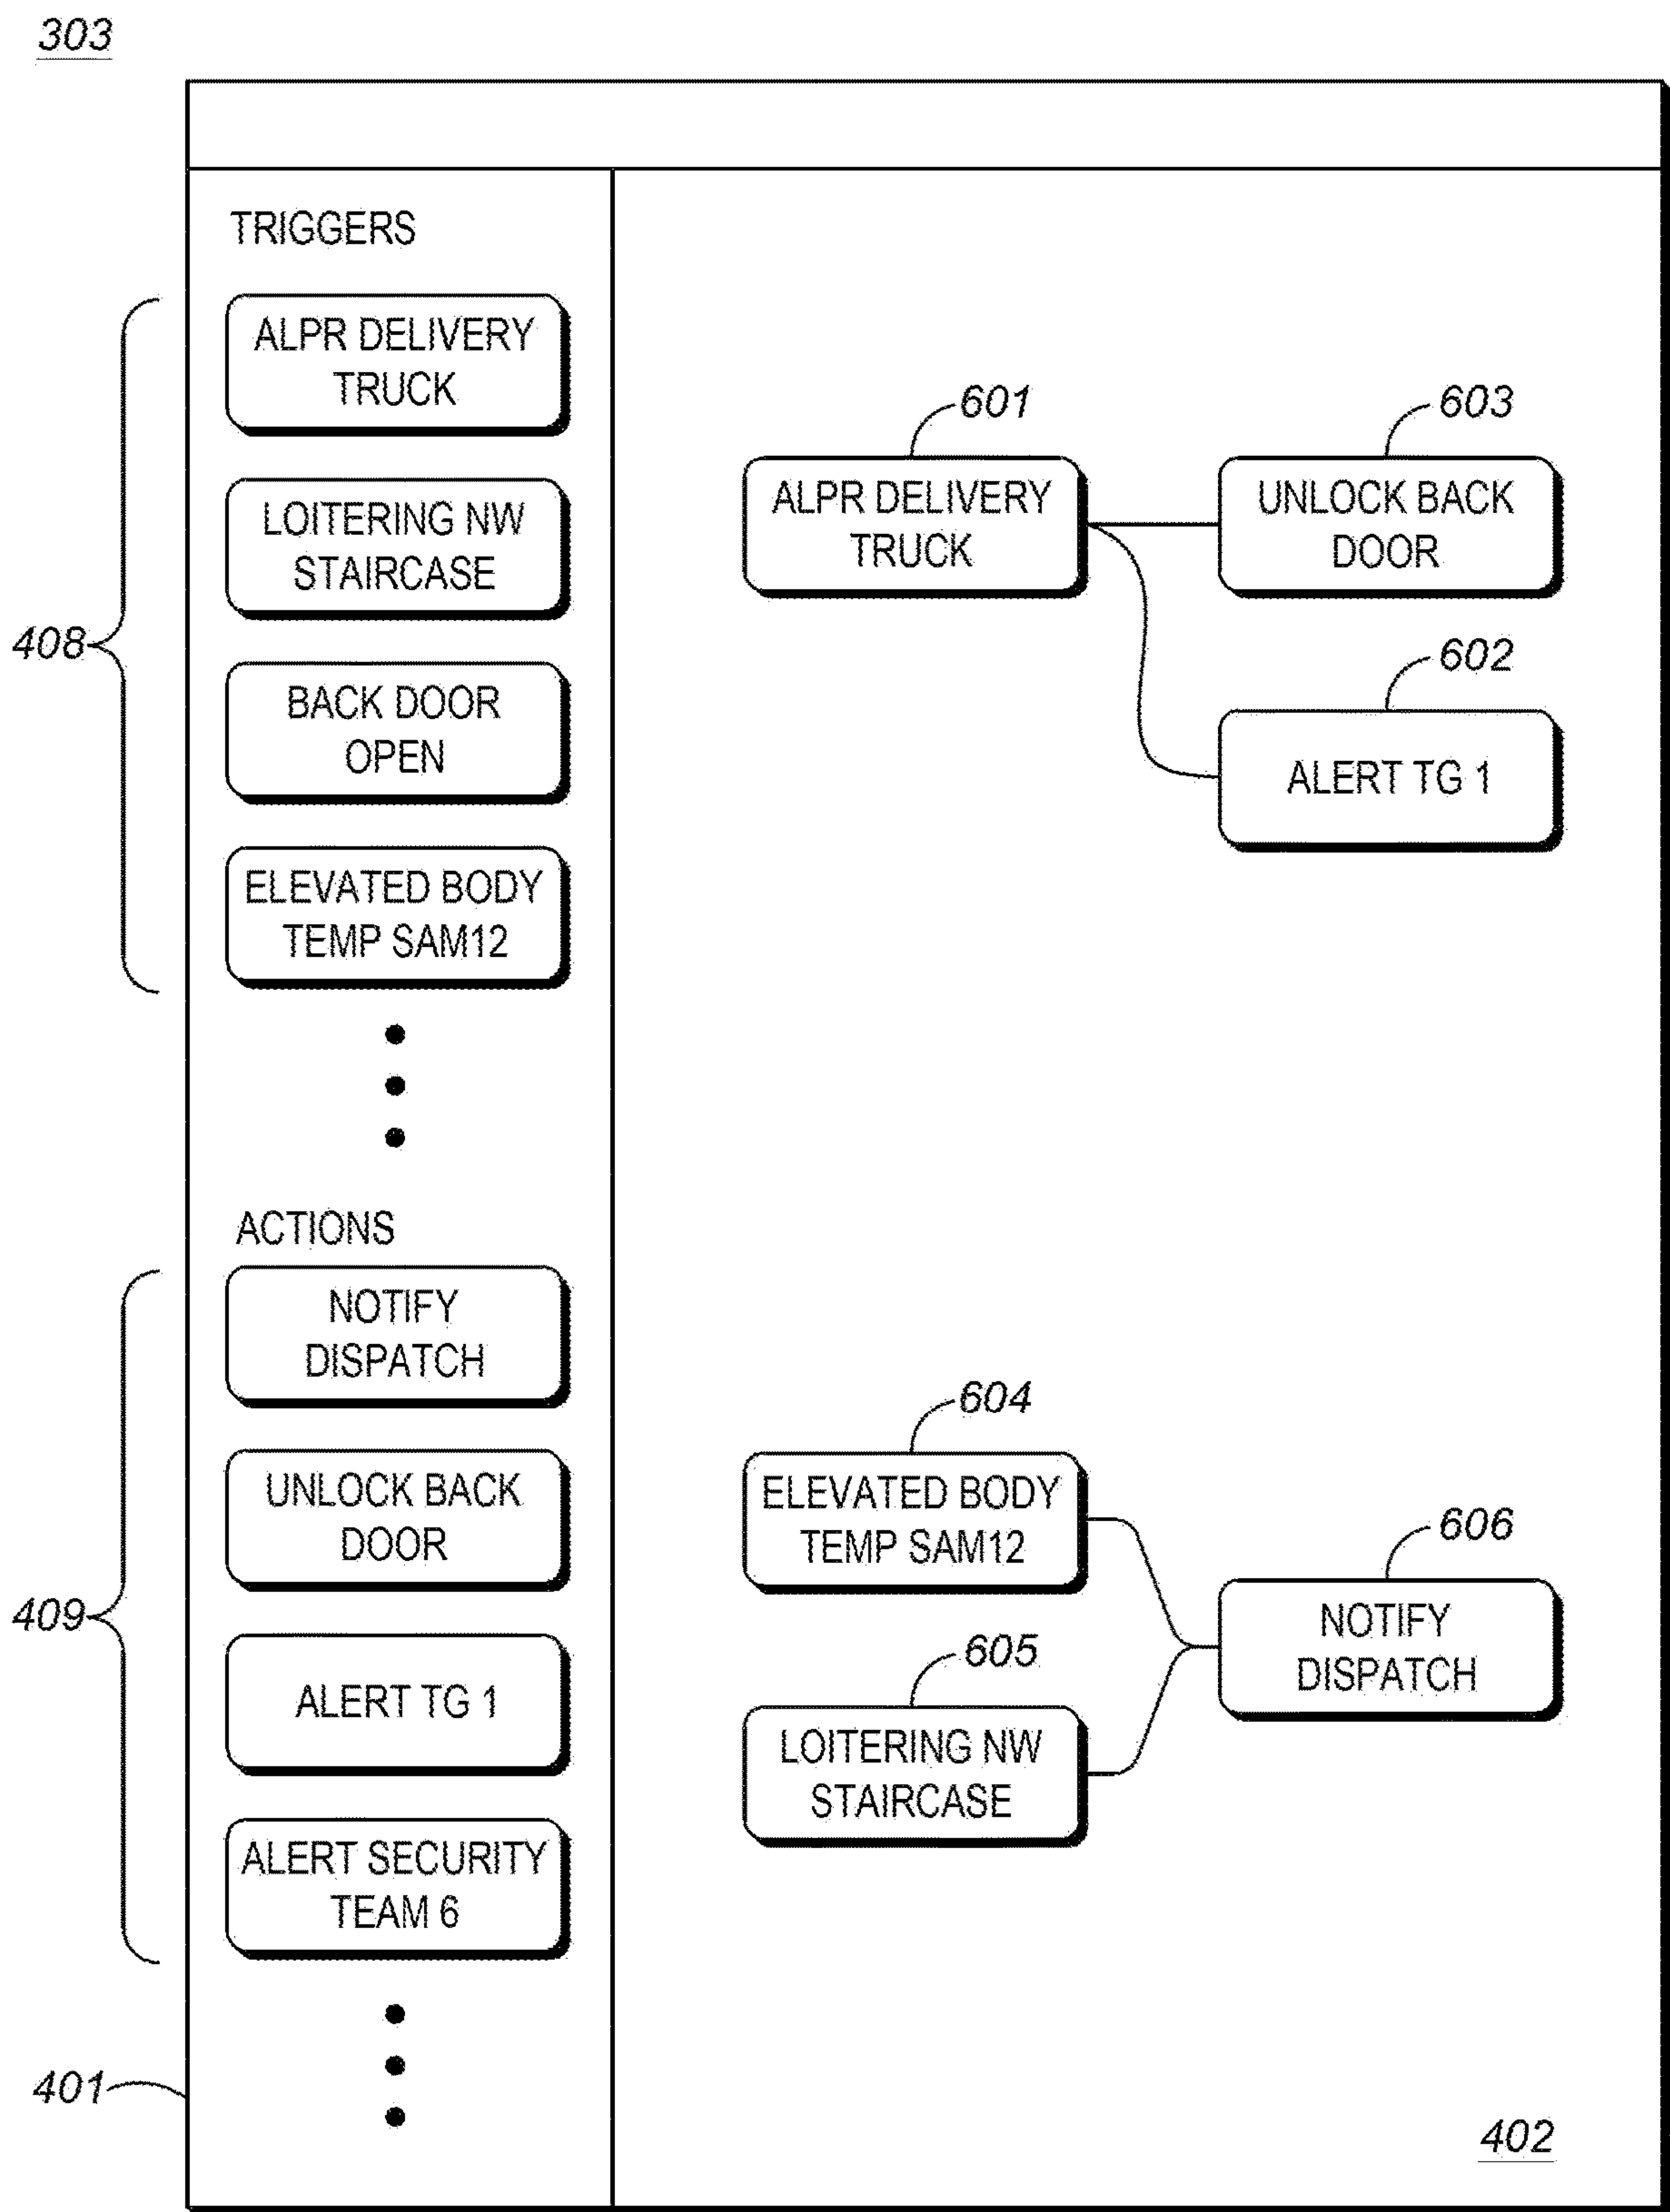 303
TRIGGERS
ALPR DELIVERY
TRUCK
LOITERING NW
STAIRCASE
408
BACK DOOR
OPEN
ELEVATED BODY
TEMP SAM12
ACTIONS
NOTIFY
DISPATCH
UNLOCK BACK
DOOR
409
ALERT TG 1
ALERT SECURITY
TEAM 6
401
601
ALPR DELIVERY
TRUCK
603
UNLOCK BACK
DOOR
602
ALERT TG 1
604
ELEVATED BODY
TEMP SAM12
606
NOTIFY
DISPATCH
605
LOITERING NW
STAIRCASE
402